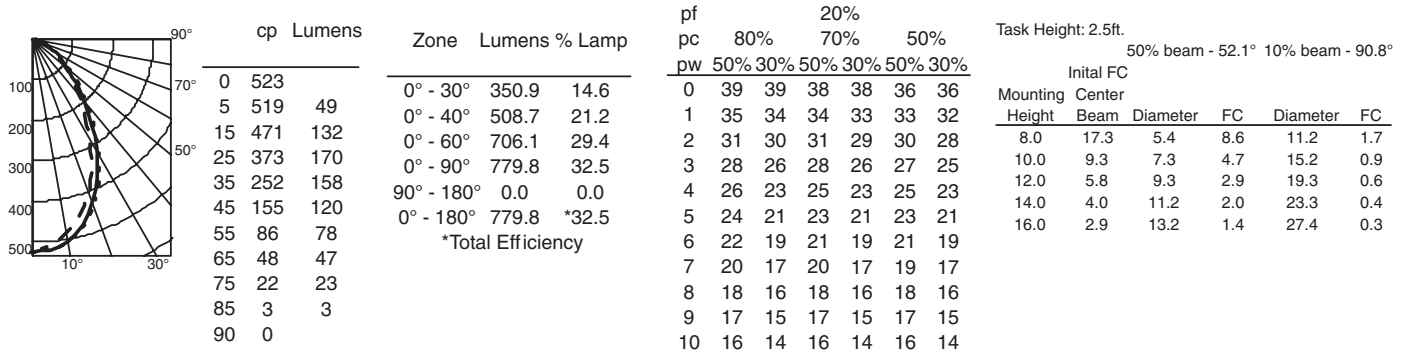 90°
70°
50°
30°
10°
100
200
300
400
500
cp Lumens
0 523
5 519 49
15 471 132
25 373 170
35 252 158
45 155 120
55 86 78
65 48 47
75 22 23
85 3 3
90 0
Zone Lumens % Lamp
0° - 30° 350.9 14.6
0° - 40° 508.7 21.2
0° - 60° 706.1 29.4
0° - 90° 779.8 32.5
90° - 180° 0.0 0.0
0° - 180° 779.8 *32.5
*Total Efficiency
pf 20%
pc 80% 70% 50%
pw 50% 30% 50% 30% 50% 30%
0 39 39 38 38 36 36
1 35 34 34 33 33 32
2 31 30 31 29 30 28
3 28 26 28 26 27 25
4 26 23 25 23 25 23
5 24 21 23 21 23 21
6 22 19 21 19 21 19
7 20 17 20 17 19 17
8 18 16 18 16 18 16
9 17 15 17 15 17 15
10 16 14 16 14 16 14
Task Height: 2.5ft.
50% beam - 52.1° 10% beam - 90.8°
Inital FC
Mounting Center
Height Beam Diameter FC Diameter FC
8.0 17.3 5.4 8.6 11.2 1.7
10.0 9.3 7.3 4.7 15.2 0.9
12.0 5.8 9.3 2.9 19.3 0.6
14.0 4.0 11.2 2.0 23.3 0.4
16.0 2.9 13.2 1.4 27.4 0.3